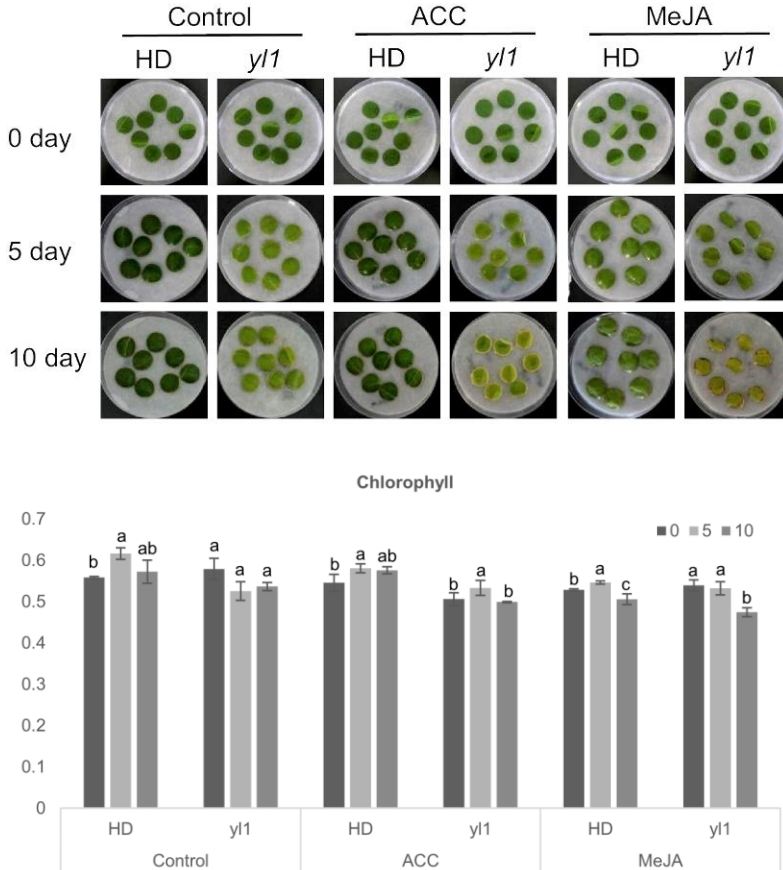 Control ACC MeJA
HD yl1 HD yl1 HD yl1
0 day
5 day
10 day
Chlorophyll
0.7
0.6
0.5
0.4
0.3
0.2
0.1
0
0 5 10
b a ab a a a b a ab b a b b a c a a b
HD yl1 HD yl1 HD yl1
Control ACC MeJA